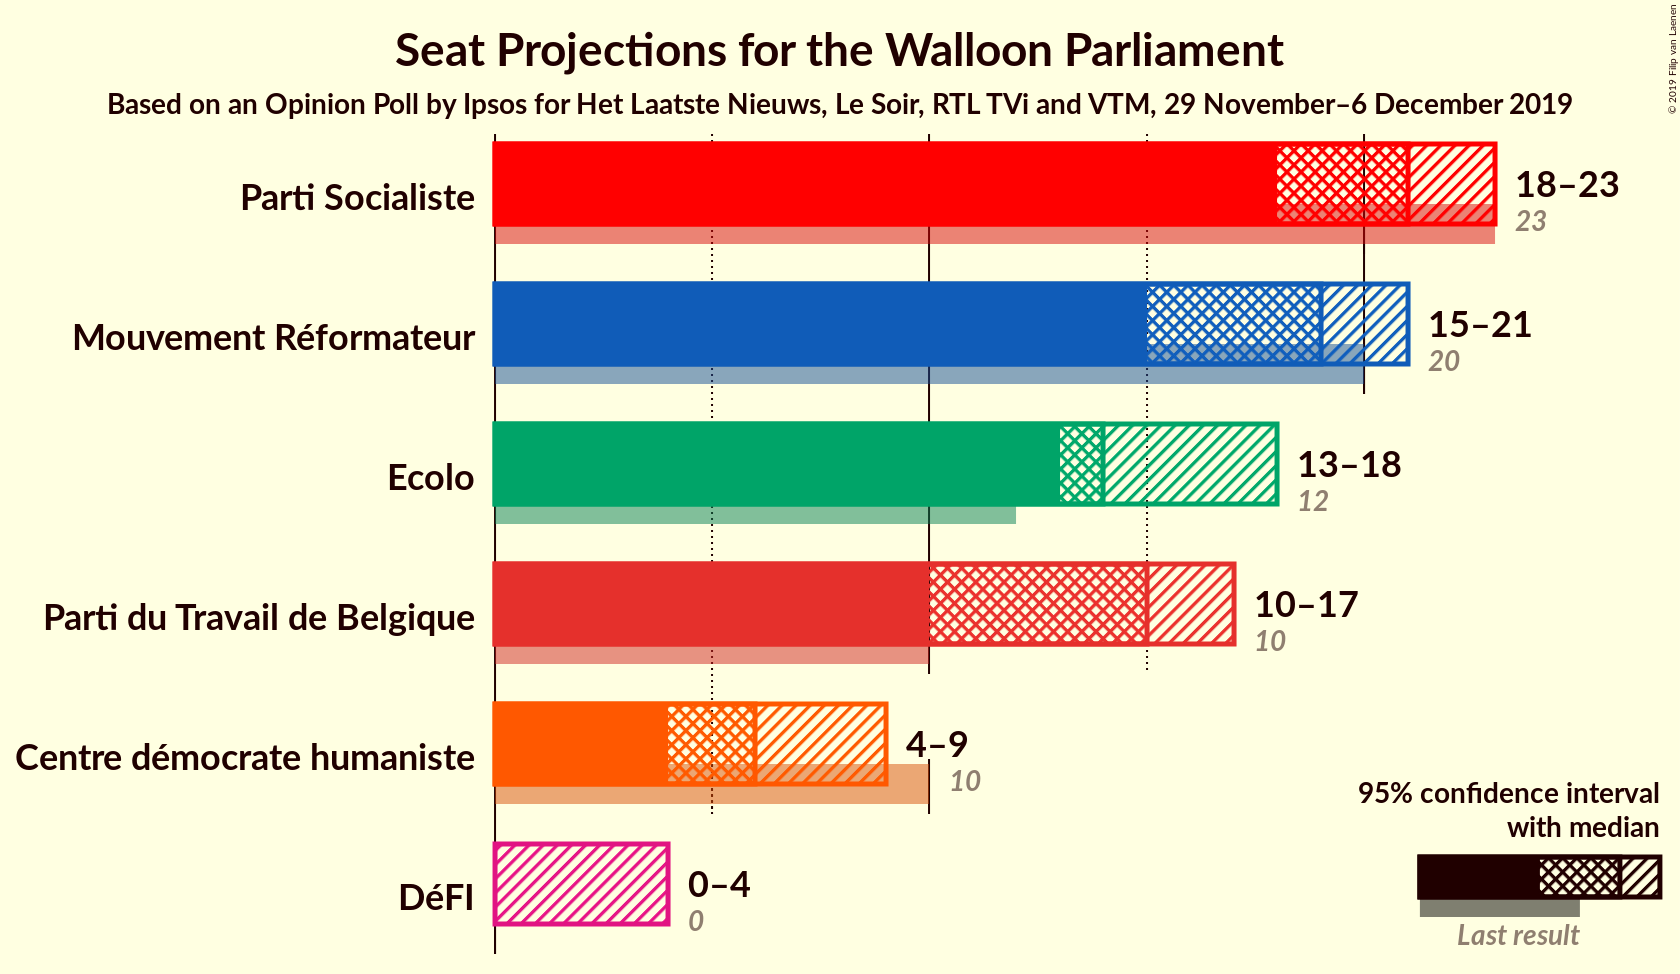 Seat Projections for the Walloon Parliament
Based on an Opinion Poll by Ipsos for Het Laatste Nieuws, Le Soir, RTL TVi and VTM, 29 November–6 December 2019
© 2019 Filip van Laenen
Parti Socialiste
18–23
23
Mouvement Réformateur
15–21
20
Ecolo
13–18
12
Parti du Travail de Belgique
10–17
10
Centre démocrate humaniste
4–9
10
DéFI
0–4
0
95% confidence interval
with median
Last result